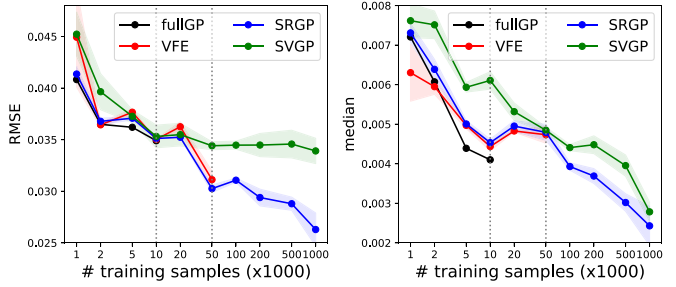 0.045
0.040
0.035
0.030
0.025
RMSE
fullGP
VFE
SRGP
SVGP
1 2 5 10 20 50 100 200 500 1000
# training samples (x1000)
0.008
0.007
0.006
0.005
0.004
0.003
0.002
median
fullGP
VFE
SRGP
SVGP
1 2 5 10 20 50 100 200 500 1000
# training samples (x1000)